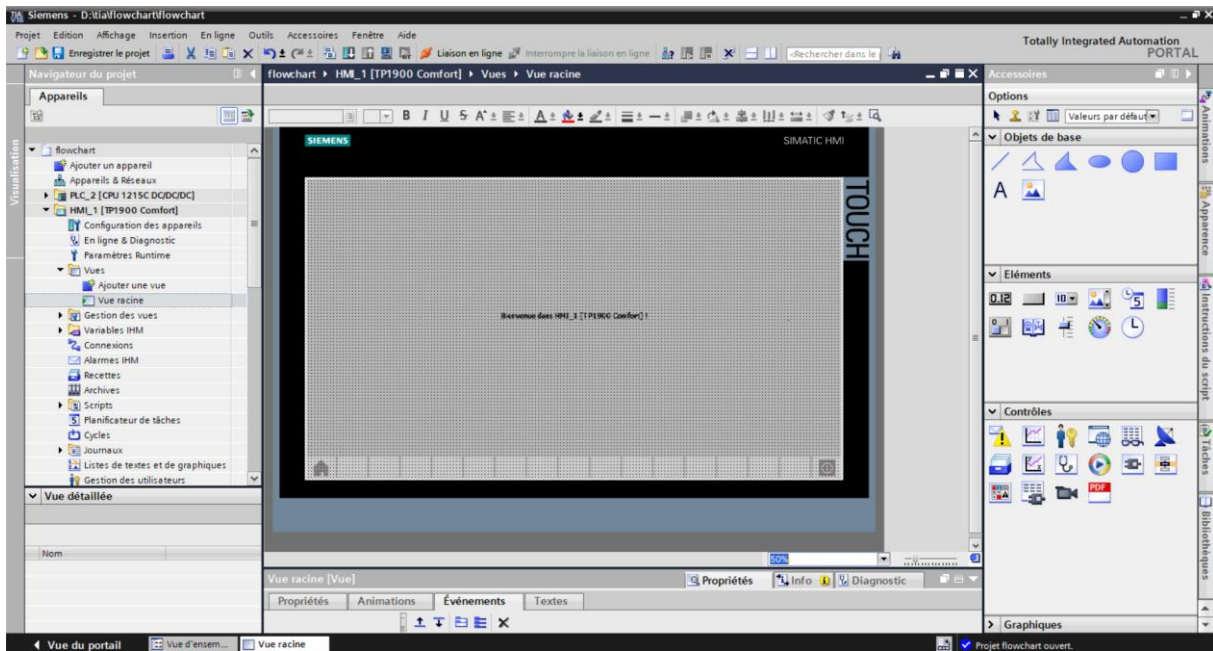 Siemens - D:\tia\flowchart\flowchart
Projet Edition Affichage Insertion En ligne Outils Accessoires Fenêtre Aide
Totally Integrated Automation
PORTAL
Enregistrer le projet Liaison en ligne Interrompre la liaison en ligne <Rechercher dans le
Navigateur du projet
flowchart HMI_1 [TP1900 Comfort] Vues Vue racine
Accessoires
Appareils
Options
B I U S A A
Valeurs par défaut
Visualisation
Animations
Apparence
Instructions du script
Tâches
Bibliothèques
flowchart
Ajouter un appareil
Appareils & Réseaux
PLC_2 [CPU 1215C DC/DC/DC]
HMI_1 [TP1900 Comfort]
Configuration des appareils
En ligne & Diagnostic
Paramètres Runtime
Vues
Ajouter une vue
Vue racine
Gestion des vues
Variables IHM
Connexions
Alarmes IHM
Recettes
Archives
Scripts
Planificateur de tâches
Cycles
Journaux
Listes de textes et de graphiques
Gestion des utilisateurs
Vue détaillée
Nom
SIEMENS
SIMATIC HMI
TOUCH
Bienvenue dans HMI_1 [TP1900 Comfort] !
50%
Vue racine [Vue]
Propriétés Info Diagnostic
Propriétés Animations Événements Textes
Objets de base
A
Eléments
0.12 10 5
Contrôles
PDF
Graphiques
Vue du portail Vue d'ensem... Vue racine
Projet flowchart ouvert.